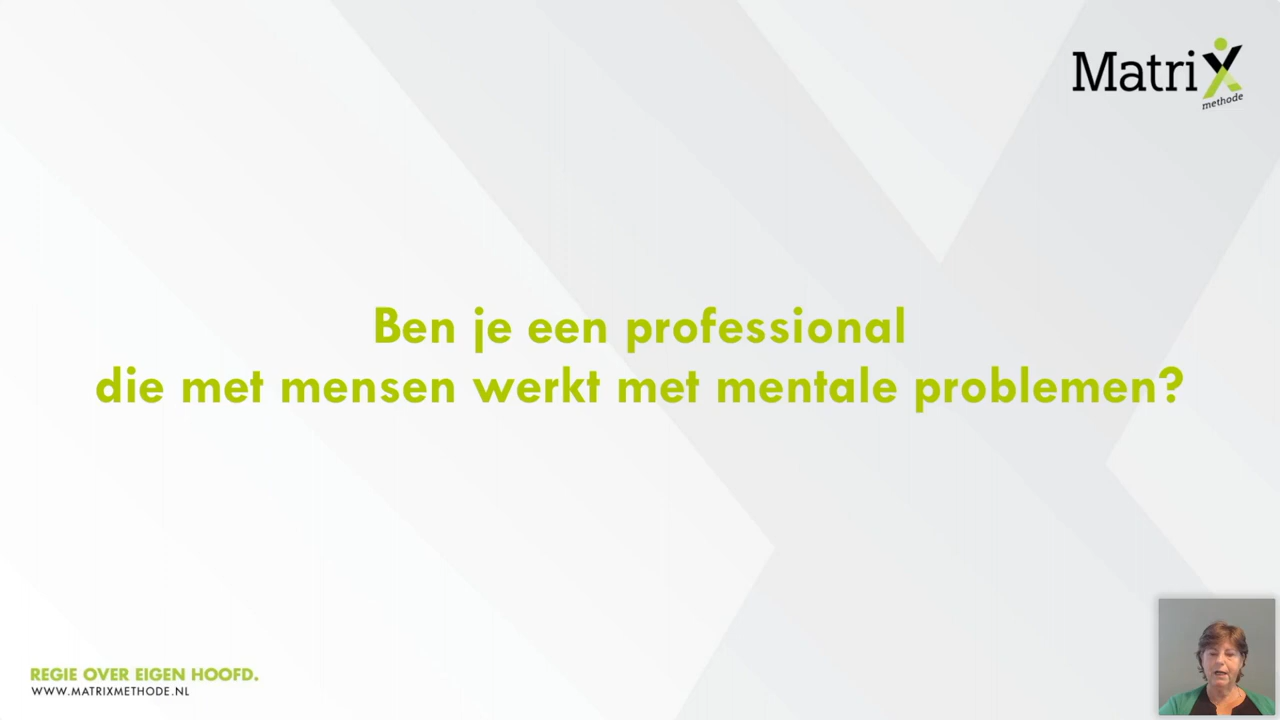 MatriX
methode
Ben je een professional
die met mensen werkt met mentale problemen?
REGIE OVER EIGEN HOOFD.
WWW.MATRIXMETHODE.NL